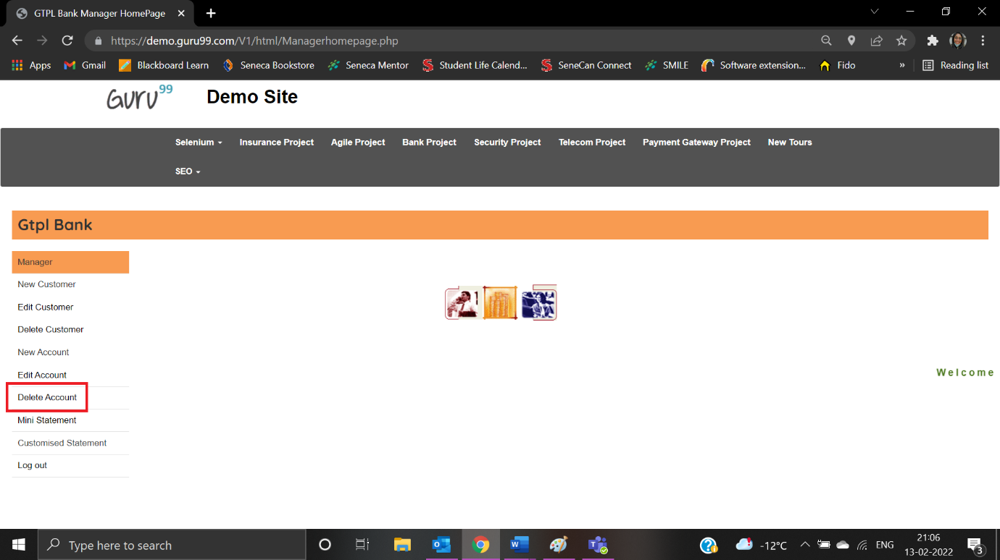 GTPL Bank Manager HomePage
https://demo.guru99.com/V1/html/Managerhomepage.php
Apps Gmail Blackboard Learn Seneca Bookstore Seneca Mentor Student Life Calend... SeneCan Connect SMILE Software extension... Fido » Reading list
Guru99 Demo Site
Selenium Insurance Project Agile Project Bank Project Security Project Telecom Project Payment Gateway Project New Tours
SEO
Gtpl Bank
Manager
New Customer
Edit Customer
Delete Customer
New Account
Edit Account
Welcome
Delete Account
Mini Statement
Customised Statement
Log out
Type here to search
-12°C ENG 21:06
13-02-2022 3